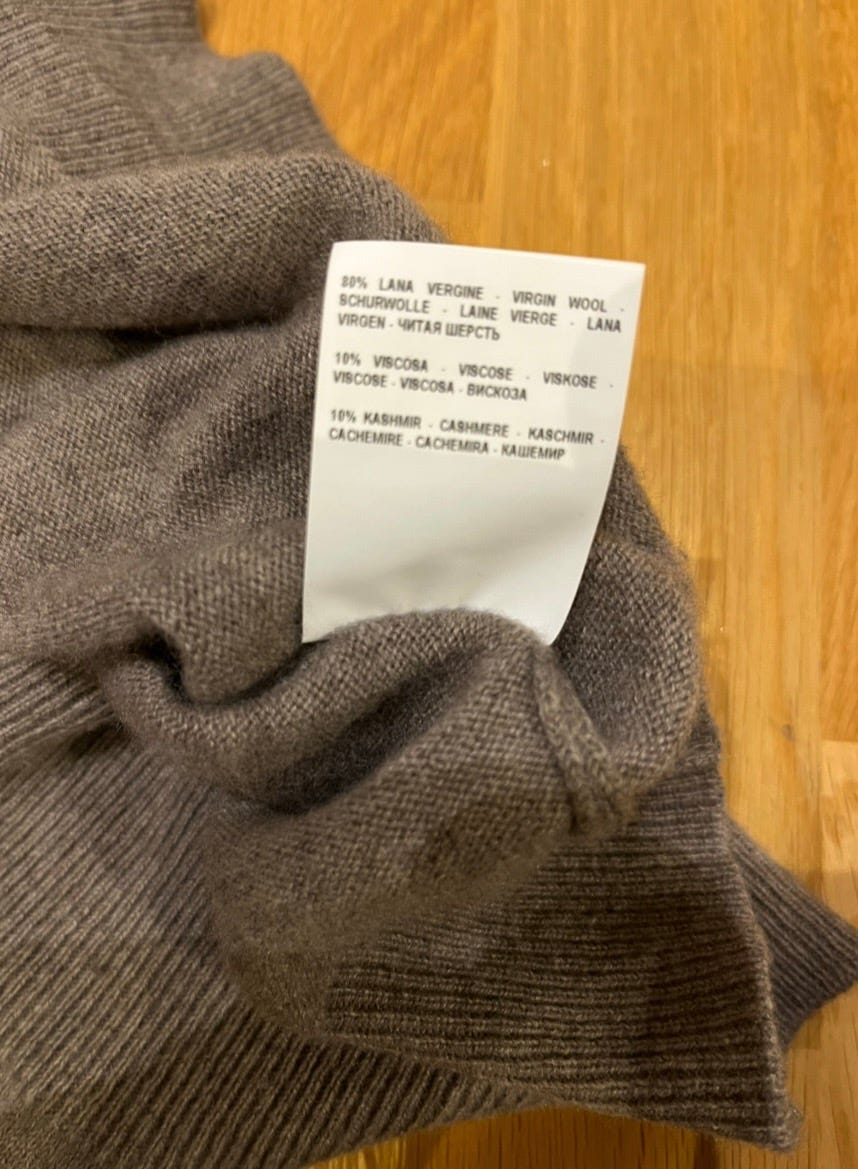 80% LANA VERGINE - VIRGIN WOOL -
SCHURWOLLE - LAINE VIERGE - LANA
VIRGEN - ЧИТАЯ ШЕРСТЬ
10% VISCOSA - VISCOSE - VISKOSE -
VISCOSE - VISCOSA - ВИСКОЗА
10% KASHMIR - CASHMERE - KASCHMIR -
CACHEMIRE - CACHEMIRA - КАШЕМИР